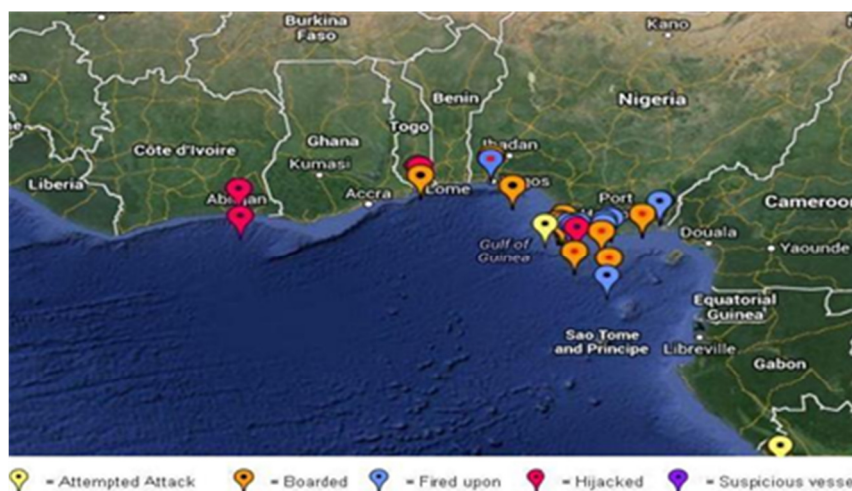 Burkina
Faso
Kano
Benin
Nigeria
Togo
Ghana
Côte d'Ivoire
Kumasi
Liberia
Lome
Accra
Port
Cameroon
Douala
Gulf of
Guinea
Yaounde
Equatorial
Guinea
Sao Tome
and Principe
Libreville
Gabon
= Attempted Attack
= Boarded
= Fired upon
= Hijacked
= Suspicious vesse